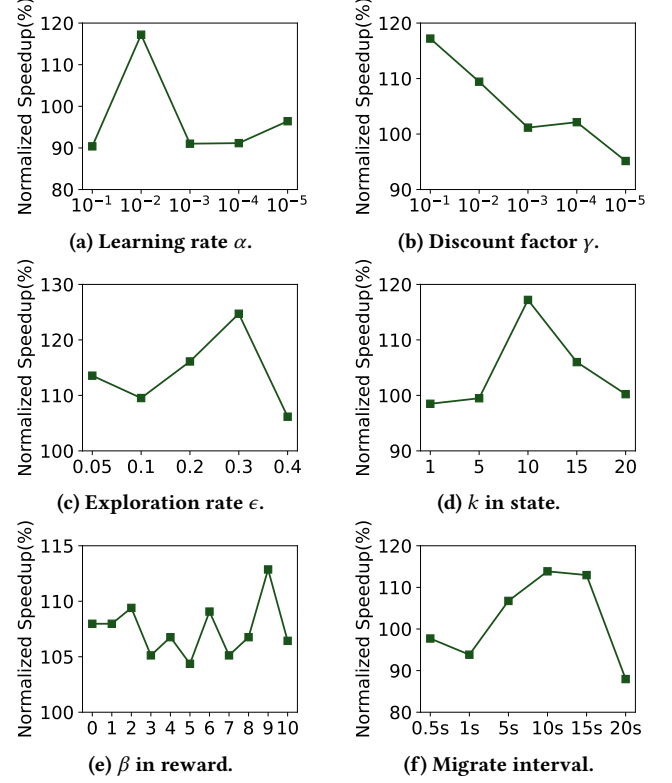 Normalized Speedup(%)
120
110
100
90
80
10⁻¹ 10⁻² 10⁻³ 10⁻⁴ 10⁻⁵
(a) Learning rate α.
Normalized Speedup(%)
120
110
100
90
10⁻¹ 10⁻² 10⁻³ 10⁻⁴ 10⁻⁵
(b) Discount factor γ.
Normalized Speedup(%)
130
120
110
100
0.05 0.1 0.2 0.3 0.4
(c) Exploration rate ϵ.
Normalized Speedup(%)
120
110
100
90
1 5 10 15 20
(d) k in state.
Normalized Speedup(%)
115
110
105
100
0 1 2 3 4 5 6 7 8 9 10
(e) β in reward.
Normalized Speedup(%)
120
110
100
90
80
0.5s 1s 5s 10s 15s 20s
(f) Migrate interval.